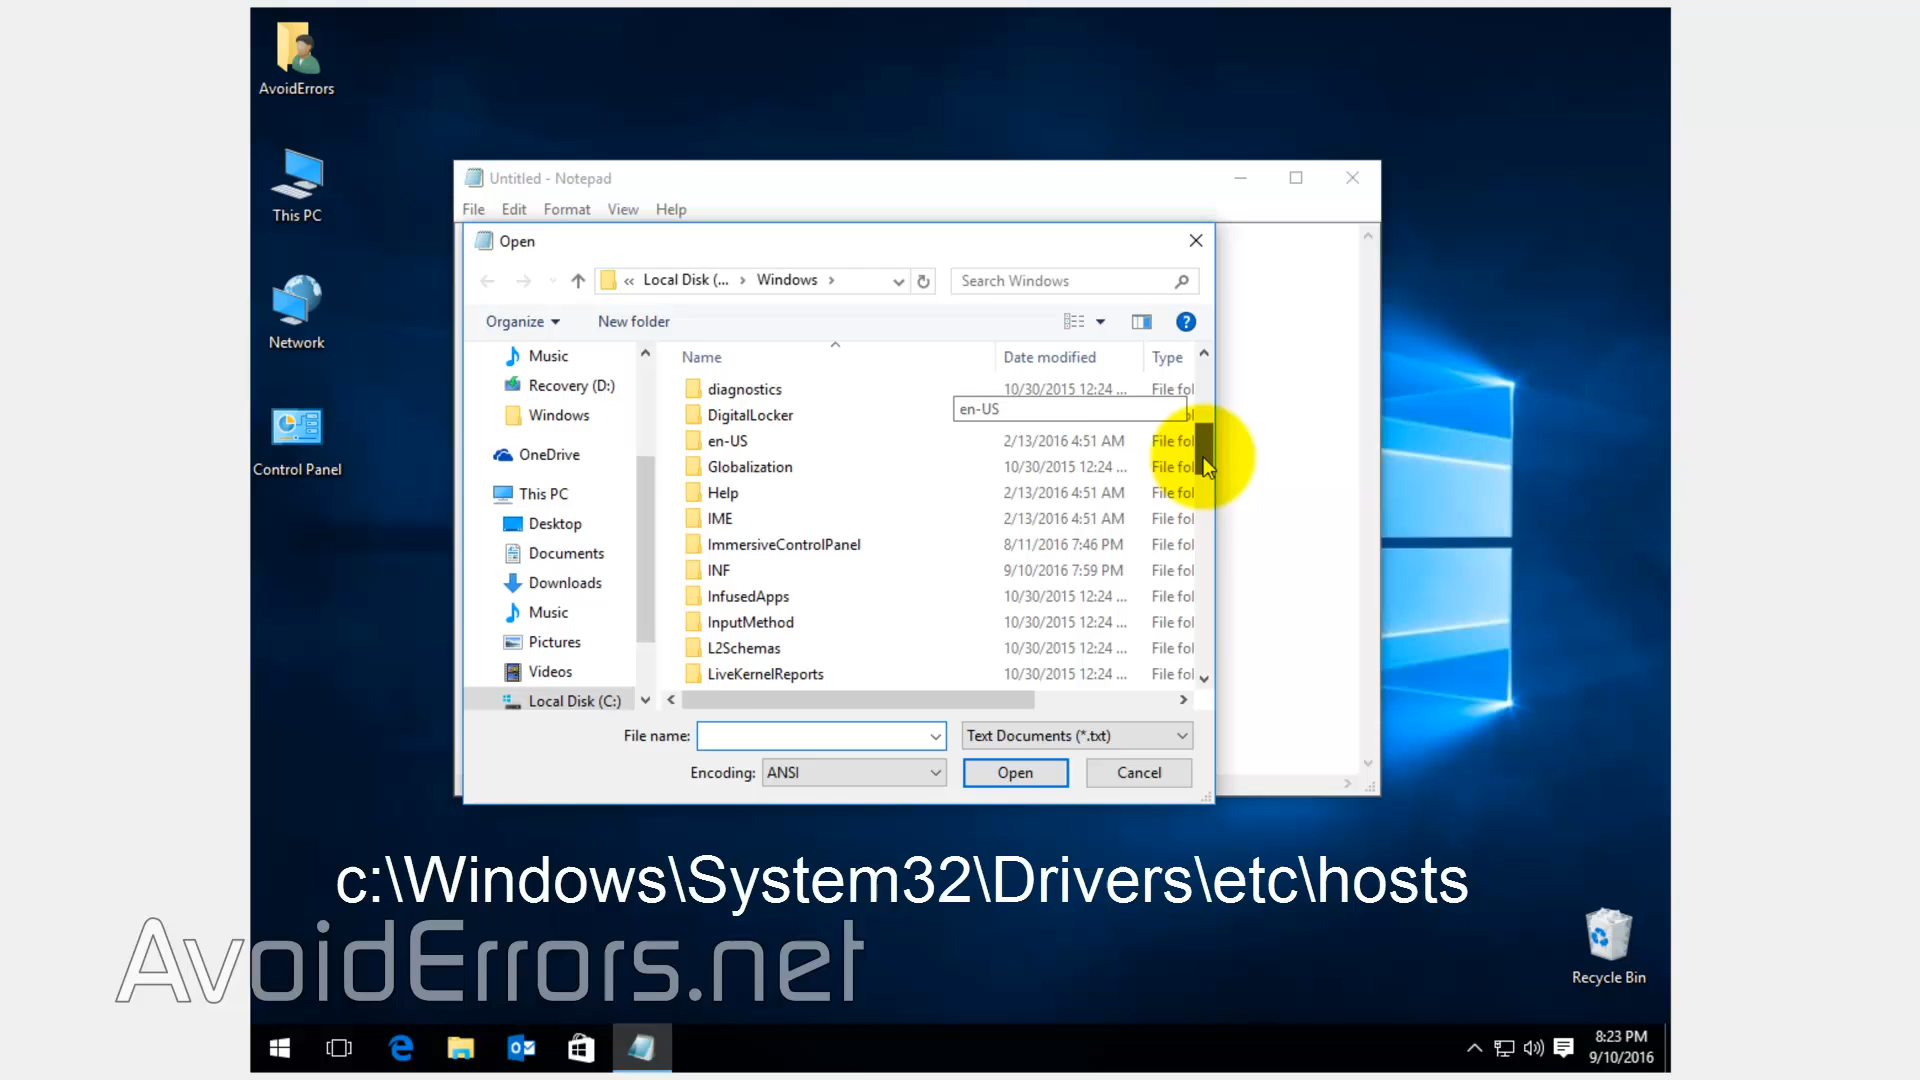 AvoidErrors
This PC
Network
Control Panel
Untitled - Notepad
File Edit Format View Help
Open
« Local Disk (... › Windows ›
Search Windows
Organize
New folder
Music
Recovery (D:)
Windows
OneDrive
This PC
Desktop
Documents
Downloads
Music
Pictures
Videos
Local Disk (C:)
Name Date modified Type
diagnostics 10/30/2015 12:24 ... File fol
DigitalLocker
en-US
en-US 2/13/2016 4:51 AM File fol
Globalization 10/30/2015 12:24 ... File fol
Help 2/13/2016 4:51 AM File fol
IME 2/13/2016 4:51 AM File fol
ImmersiveControlPanel 8/11/2016 7:46 PM File fol
INF 9/10/2016 7:59 PM File fol
InfusedApps 10/30/2015 12:24 ... File fol
InputMethod 10/30/2015 12:24 ... File fol
L2Schemas 10/30/2015 12:24 ... File fol
LiveKernelReports 10/30/2015 12:24 ... File fol
File name:
Text Documents (*.txt)
Encoding: ANSI
Open
Cancel
c:\Windows\System32\Drivers\etc\hosts
AvoidErrors.net
Recycle Bin
8:23 PM
9/10/2016